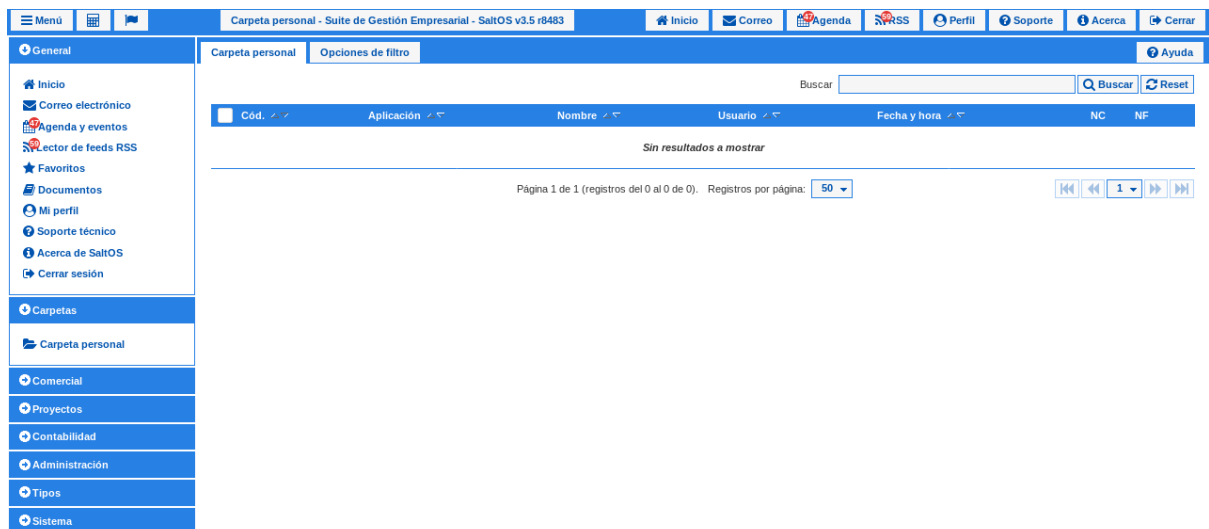 Menú Carpeta personal - Suite de Gestión Empresarial - SaltOS v3.5 r8483 Inicio Correo 47 Agenda 59 RSS Perfil Soporte Acerca Cerrar
General
Inicio
Correo electrónico
47 Agenda y eventos
59 Lector de feeds RSS
Favoritos
Documentos
Mi perfil
Soporte técnico
Acerca de SaltOS
Cerrar sesión
Carpetas
Carpeta personal
Comercial
Proyectos
Contabilidad
Administración
Tipos
Sistema
Carpeta personal Opciones de filtro Ayuda
Buscar Buscar Reset
Cód. Aplicación Nombre Usuario Fecha y hora NC NF
Sin resultados a mostrar
Página 1 de 1 (registros del 0 al 0 de 0). Registros por página: 50 1